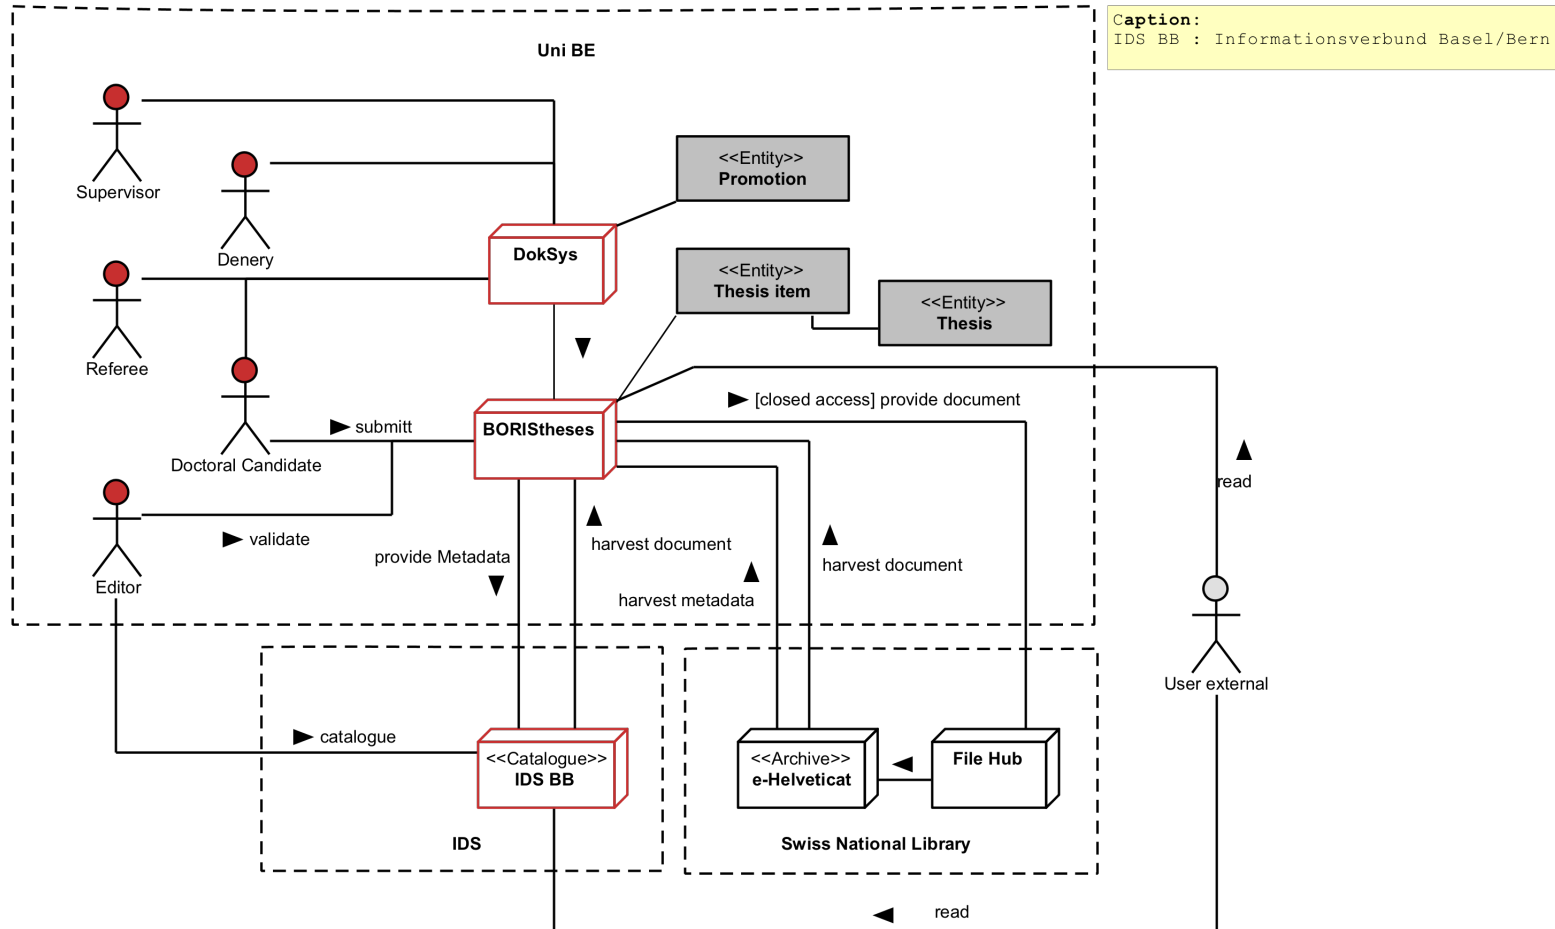 Caption:
IDS BB : Informationsverbund Basel/Bern
Uni BE
Supervisor
<<Entity>>
Promotion
Denery
DokSys
<<Entity>>
Thesis item
<<Entity>>
Thesis
Referee
[closed access] provide document
submitt
BORIStheses
Doctoral Candidate
read
validate
provide Metadata
harvest document
harvest document
Editor
harvest metadata
User external
catalogue
<<Catalogue>>
IDS BB
<<Archive>>
e-Helveticat
File Hub
IDS
Swiss National Library
read